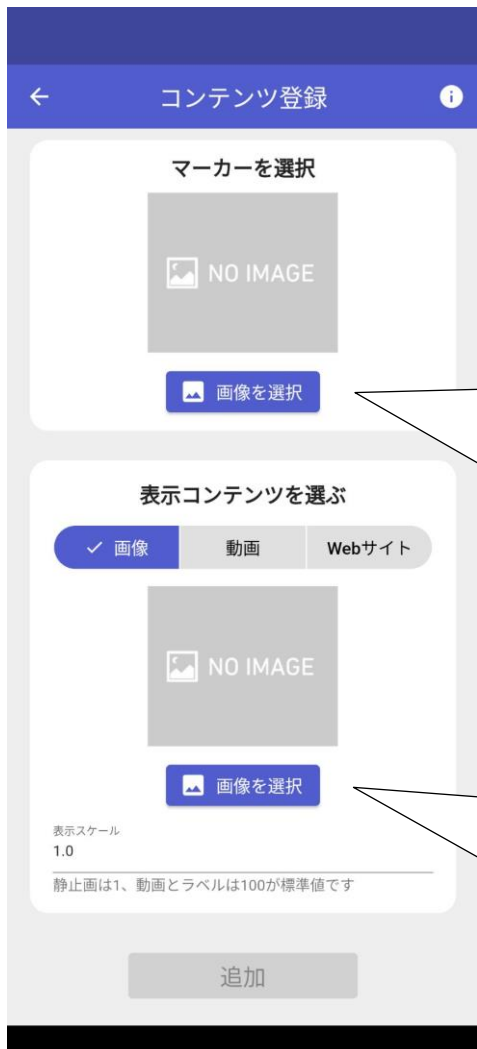 コンテンツ登録
マーカーを選択
NO IMAGE
画像を選択
表示コンテンツを選ぶ
画像 動画 Webサイト
NO IMAGE
画像を選択
表示スケール
1.0
静止画は1、動画とラベルは100が標準値です
追加